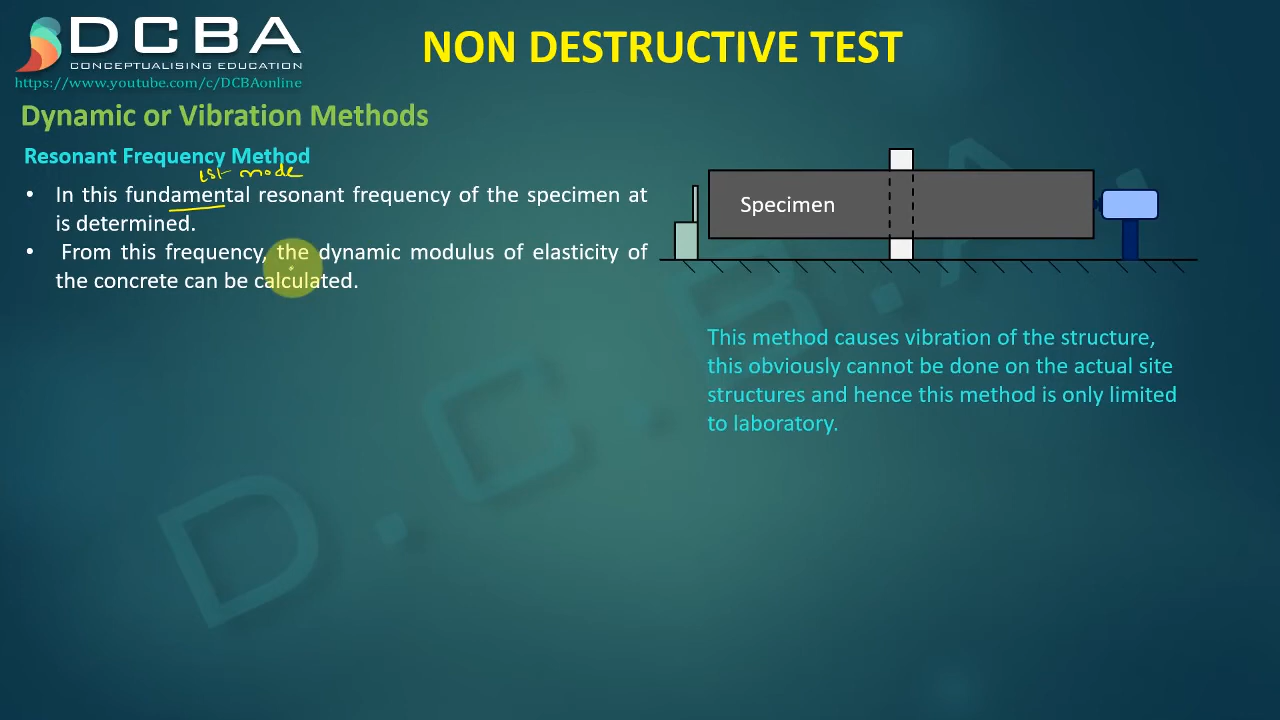 DCBA
CONCEPTUALISING EDUCATION
https://www.youtube.com/c/DCBAonline
NON DESTRUCTIVE TEST
Dynamic or Vibration Methods
Resonant Frequency Method
1st mode
• In this fundamental resonant frequency of the specimen at
is determined.
• From this frequency, the dynamic modulus of elasticity of
the concrete can be calculated.
Specimen
This method causes vibration of the structure,
this obviously cannot be done on the actual site
structures and hence this method is only limited
to laboratory.
D.C.B.A.